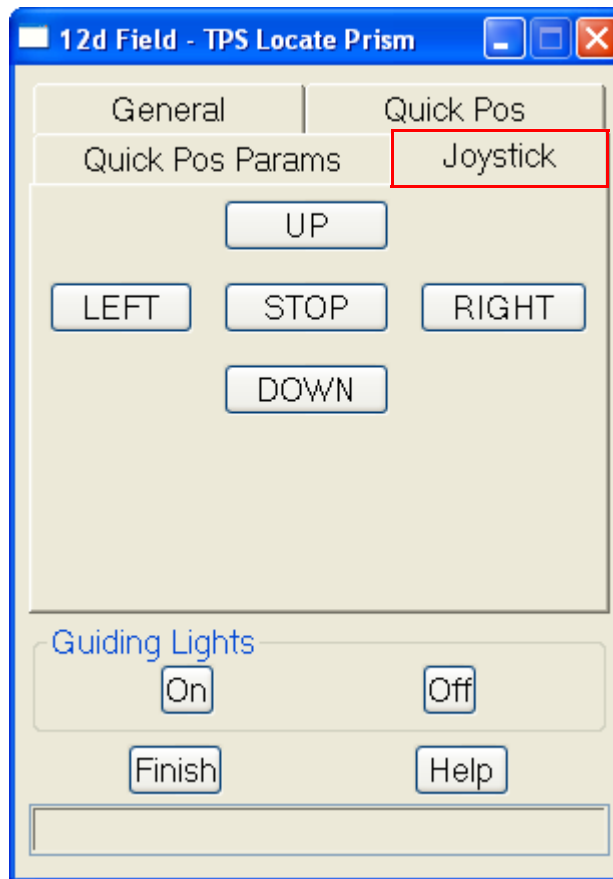 12d Field - TPS Locate Prism
General Quick Pos
Quick Pos Params Joystick
UP
LEFT STOP RIGHT
DOWN
Guiding Lights
On Off
Finish Help